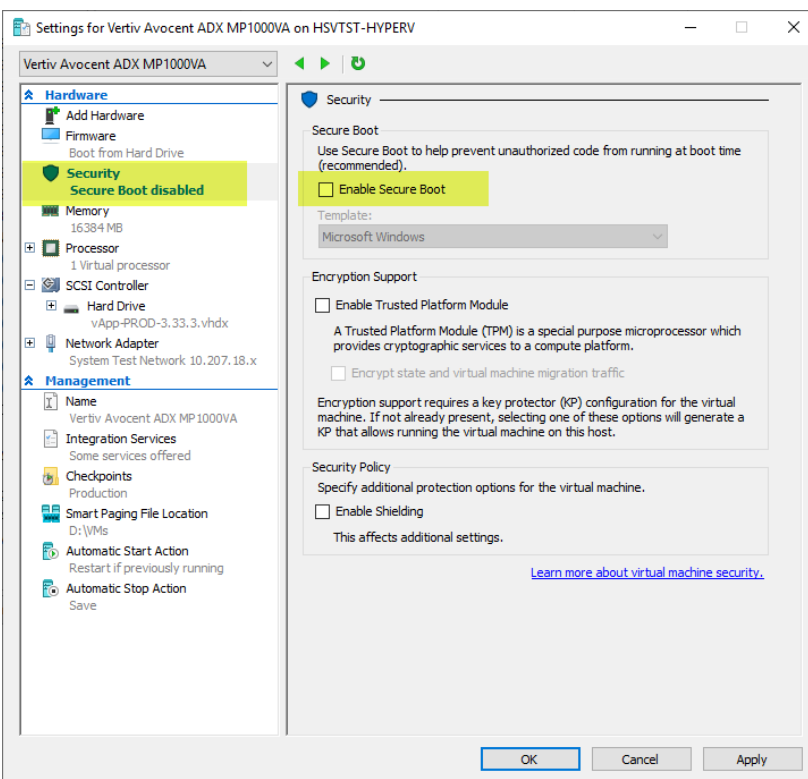 Settings for Vertiv Avocent ADX MP1000VA on HSVTST-HYPERV
Vertiv Avocent ADX MP1000VA
Hardware
Add Hardware
Firmware
Boot from Hard Drive
Security
Secure Boot disabled
Memory
16384 MB
Processor
1 Virtual processor
SCSI Controller
Hard Drive
vApp-PROD-3.33.3.vhdx
Network Adapter
System Test Network 10.207.18.x
Management
Name
Vertiv Avocent ADX MP1000VA
Integration Services
Some services offered
Checkpoints
Production
Smart Paging File Location
D:\VMs
Automatic Start Action
Restart if previously running
Automatic Stop Action
Save
Security
Secure Boot
Use Secure Boot to help prevent unauthorized code from running at boot time
(recommended).
Enable Secure Boot
Template:
Microsoft Windows
Encryption Support
Enable Trusted Platform Module
A Trusted Platform Module (TPM) is a special purpose microprocessor which
provides cryptographic services to a compute platform.
Encrypt state and virtual machine migration traffic
Encryption support requires a key protector (KP) configuration for the virtual
machine. If not already present, selecting one of these options will generate a
KP that allows running the virtual machine on this host.
Security Policy
Specify additional protection options for the virtual machine.
Enable Shielding
This affects additional settings.
Learn more about virtual machine security.
OK
Cancel
Apply